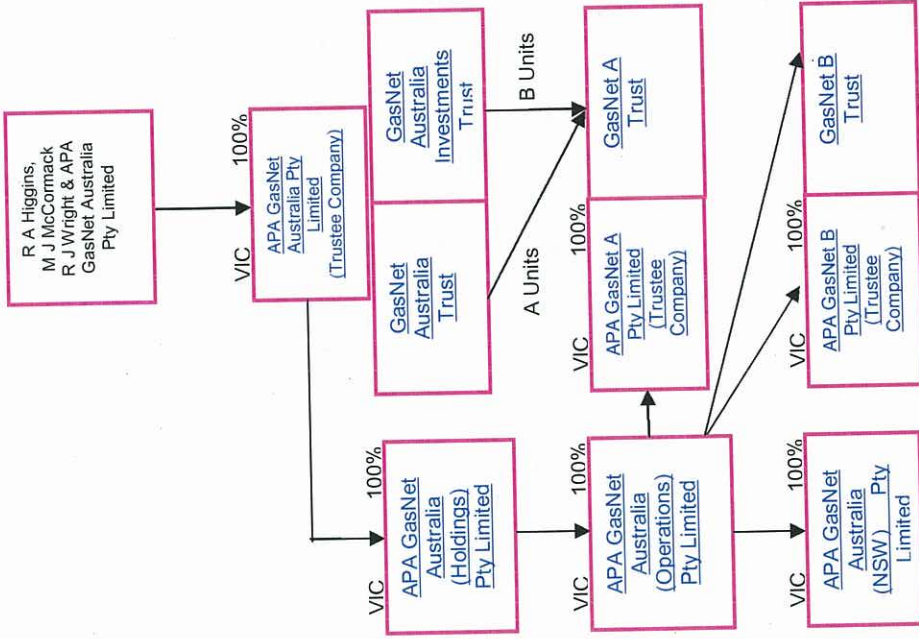 R A Higgins,
M J McCormack
R J Wright & APA
GasNet Australia
Pty Limited
VIC 100%
APA GasNet
Australia Pty
Limited
(Trustee Company)
GasNet
Australia
Trust
GasNet
Australia
Investments
Trust
A Units
B Units
VIC 100%
APA GasNet
Australia
(Holdings)
Pty Limited
VIC 100%
APA GasNet
Australia
(Operations)
Pty Limited
VIC 100%
APA GasNet A
Pty Limited
(Trustee
Company)
GasNet A
Trust
VIC 100%
APA GasNet
Australia
(NSW) Pty
Limited
VIC 100%
APA GasNet B
Pty Limited
(Trustee
Company)
GasNet B
Trust